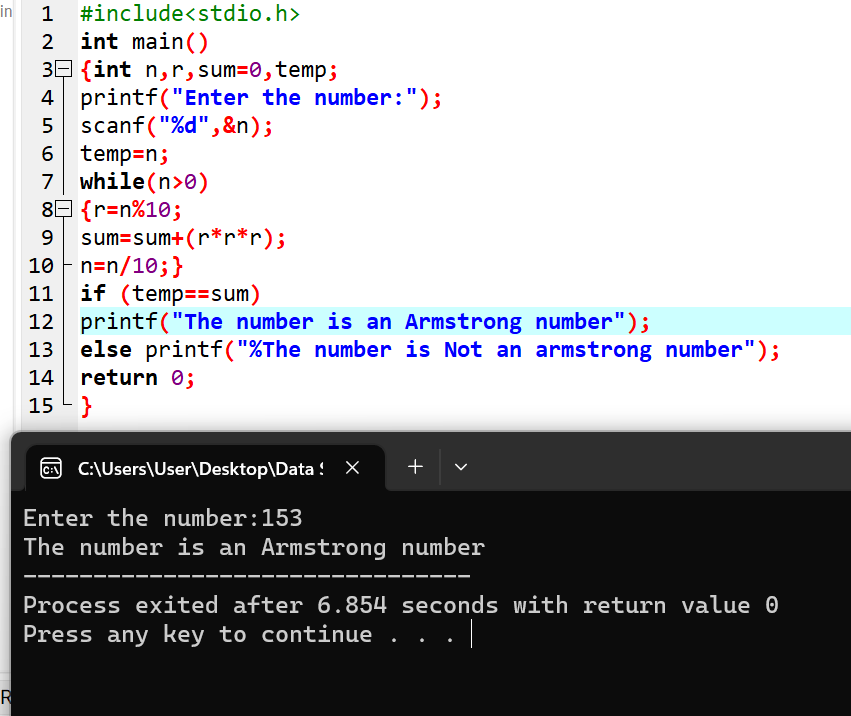 in
1 #include<stdio.h>
2 int main()
3 {int n,r,sum=0,temp;
4 printf("Enter the number:");
5 scanf("%d",&n);
6 temp=n;
7 while(n>0)
8 {r=n%10;
9 sum=sum+(r*r*r);
10 n=n/10;}
11 if (temp==sum)
12 printf("The number is an Armstrong number");
13 else printf("%The number is Not an armstrong number");
14 return 0;
15 }
C:\Users\User\Desktop\Data
Enter the number:153
The number is an Armstrong number
--------------------------------
Process exited after 6.854 seconds with return value 0
Press any key to continue . . .
R